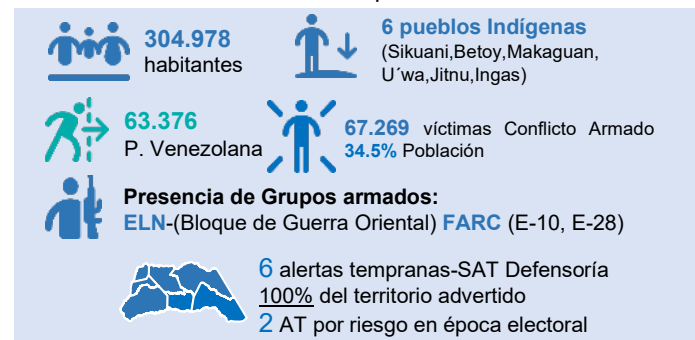 304.978
habitantes
6 pueblos Indígenas
(Sikuani,Betoy,Makaguan,
U´wa,Jitnu,Ingas)
63.376
P. Venezolana
67.269 víctimas Conflicto Armado
34.5% Población
Presencia de Grupos armados:
ELN-(Bloque de Guerra Oriental) FARC (E-10, E-28)
6 alertas tempranas-SAT Defensoría
100% del territorio advertido
2 AT por riesgo en época electoral